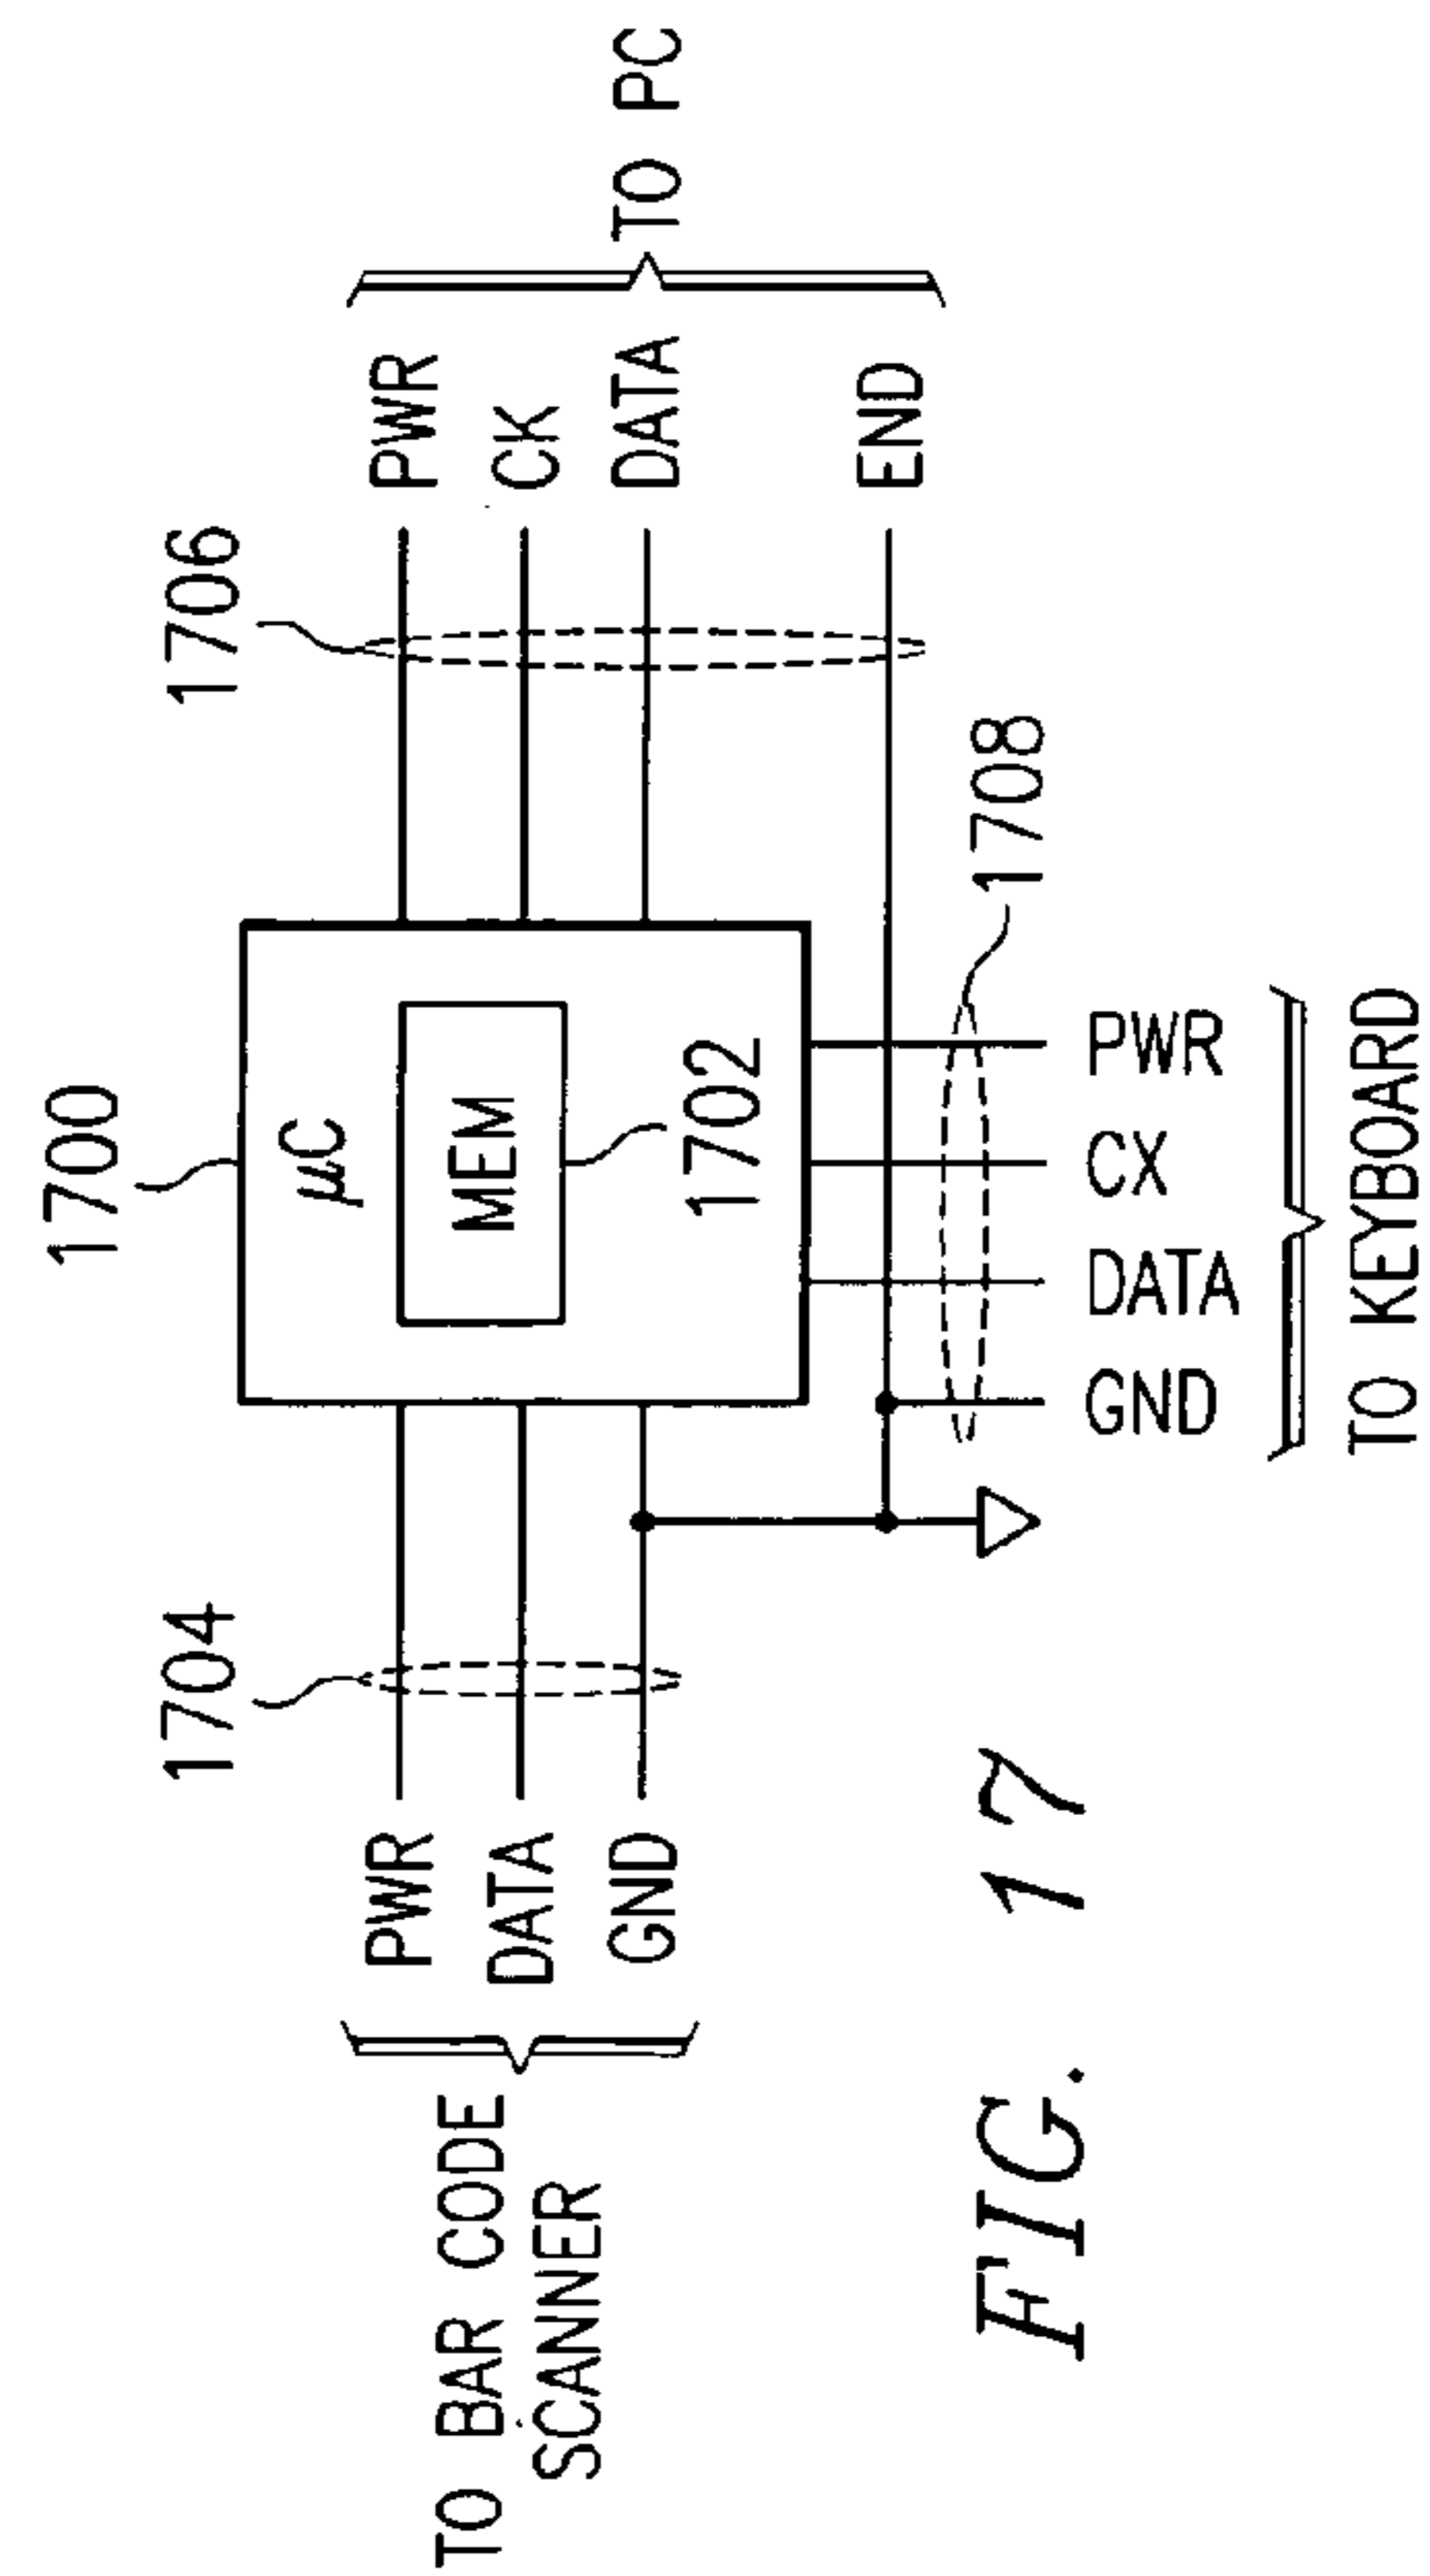 1700
1704
1706
µC
PWR
DATA
GND
TO BAR CODE
SCANNER
MEM
1702
PWR
CK
DATA
END
TO PC
1708
PWR
CX
DATA
GND
TO KEYBOARD
FIG. 17